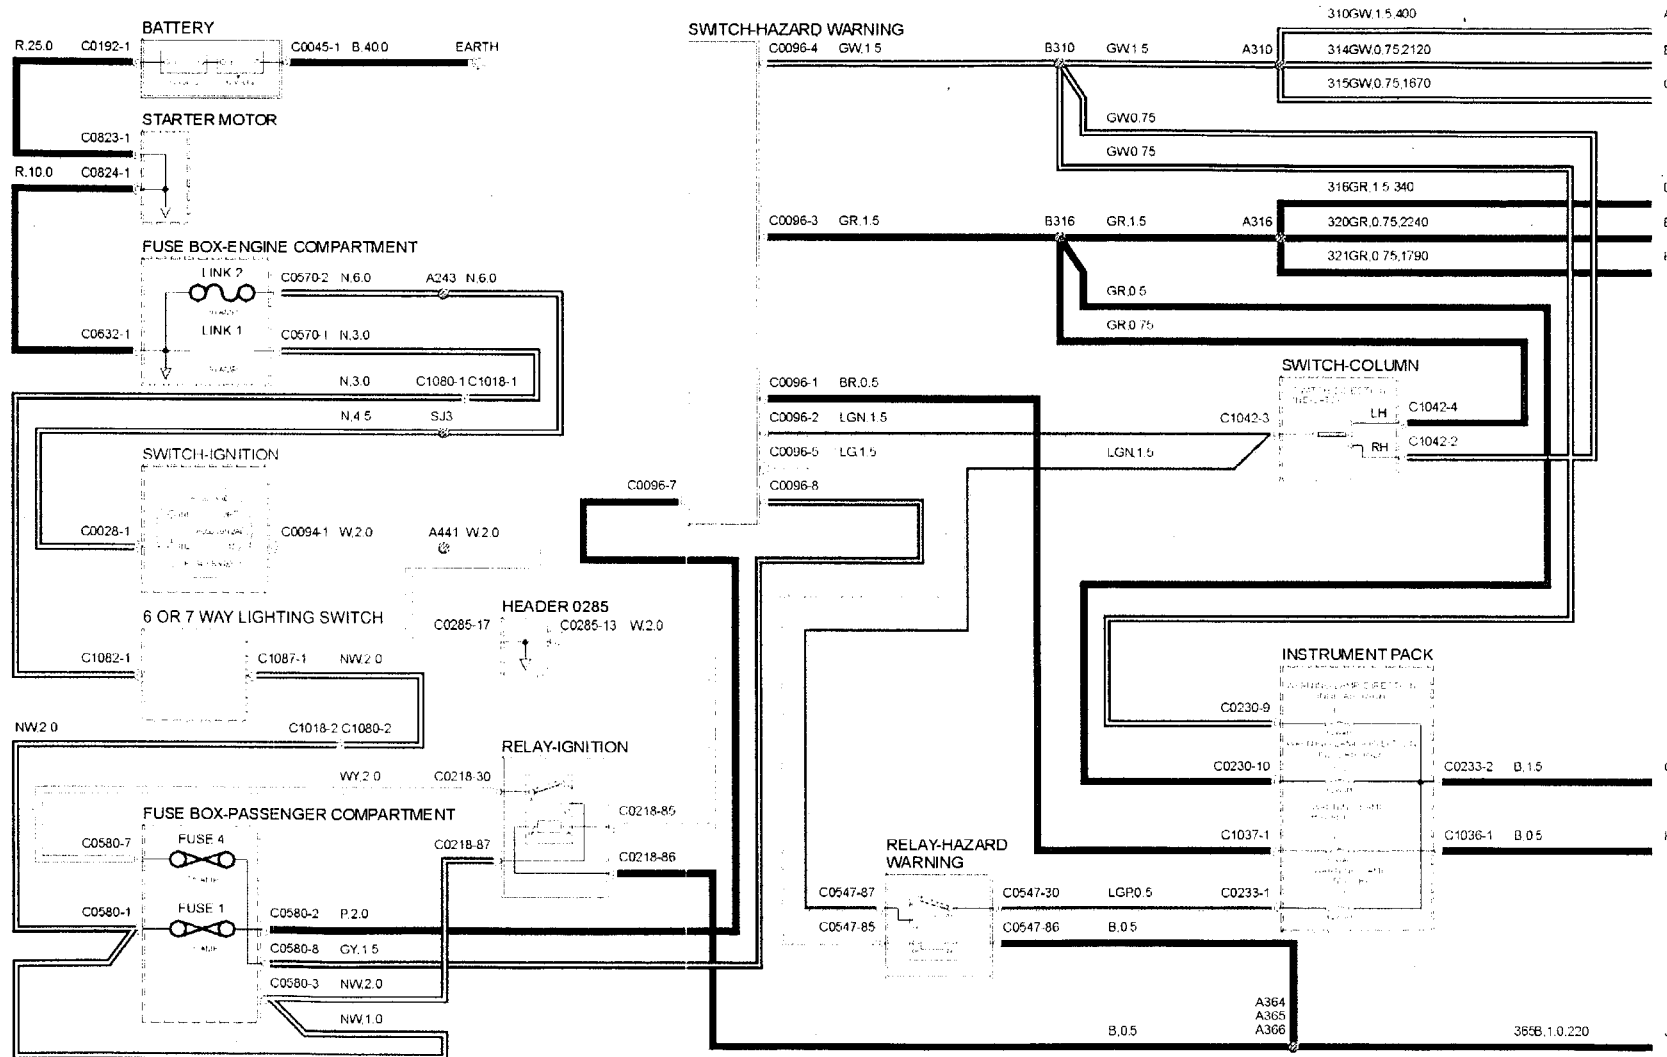 BATTERY
R,25.0 C0192-1 C0045-1 B,40.0 EARTH
STARTER MOTOR
C0823-1
R,10.0 C0824-1
FUSE BOX-ENGINE COMPARTMENT
LINK 2
C0570-2 N,6.0 A243 N,6.0
LINK 1
C0632-1 C0570-1 N,3.0
N,3.0 C1080-1 C1018-1
N,4.5 SJ3
SWITCH-IGNITION
C0028-1 C0094-1 W,2.0 A441 W,2.0
6 OR 7 WAY LIGHTING SWITCH
C1082-1 C1087-1 NW,2.0
NW,2.0 C1018-2 C1080-2
HEADER 0285
C0285-17 C0285-13 W,2.0
RELAY-IGNITION
WY,2.0 C0218-30
C0218-85
C0218-87 C0218-86
FUSE BOX-PASSENGER COMPARTMENT
FUSE 4
C0580-7
FUSE 1
C0580-1 C0580-2 P,2.0
C0580-8 GY,1.5
C0580-3 NW,2.0
NW,1.0
SWITCH-HAZARD WARNING
C0096-4 GW,1.5 B310 GW,1.5 A310
310GW,1.5,400
314GW,0.75,2120
315GW,0.75,1670
GW,0.75
GW,0.75
C0096-3 GR,1.5 B316 GR,1.5 A316
316GR,1.5,340
320GR,0.75,2240
321GR,0.75,1790
GR,0.5
GR,0.75
C0096-1 BR,0.5
C0096-2 LGN,1.5
C0096-5 LG,1.5 LGN,1.5
C0096-7 C0096-8
SWITCH-COLUMN
C1042-3 LH C1042-4
RH C1042-2
INSTRUMENT PACK
C0230-9
C0230-10 C0233-2 B,1.5
C1037-1 C1036-1 B,0.5
RELAY-HAZARD
WARNING
C0547-87 C0547-30 LGP,0.5 C0233-1
C0547-85 C0547-86 B,0.5
A364
A365
B,0.5 A366 365B,1.0,220